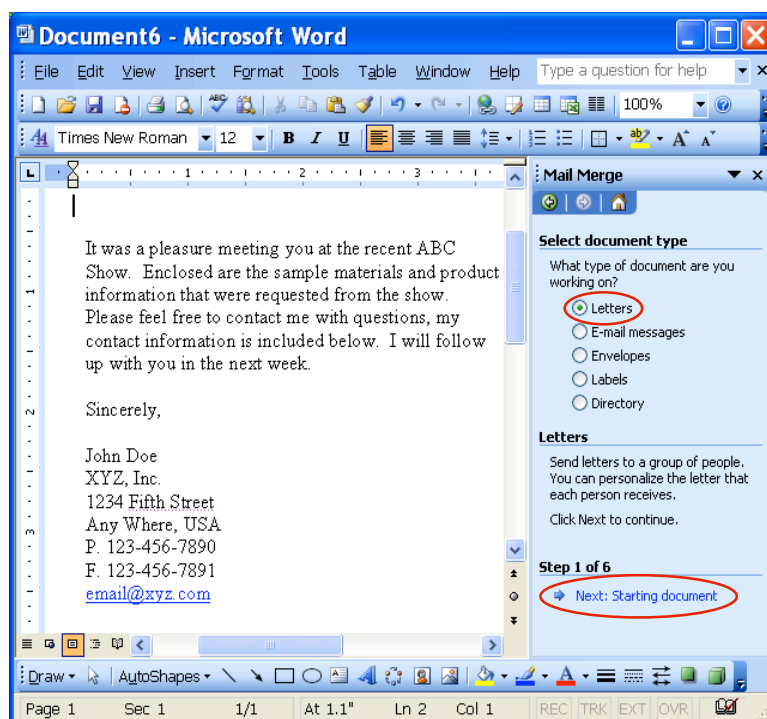 Document6 - Microsoft Word
File Edit View Insert Format Tools Table Window Help Type a question for help
100%
Times New Roman 12 B I U
L 1 2 3
Mail Merge
Select document type
What type of document are you
working on?
Letters
E-mail messages
Envelopes
Labels
Directory
Letters
Send letters to a group of people.
You can personalize the letter that
each person receives.
Click Next to continue.
Step 1 of 6
Next: Starting document
It was a pleasure meeting you at the recent ABC
Show. Enclosed are the sample materials and product
information that were requested from the show.
Please feel free to contact me with questions, my
contact information is included below. I will follow
up with you in the next week.
Sincerely,
John Doe
XYZ, Inc.
1234 Fifth Street
Any Where, USA
P. 123-456-7890
F. 123-456-7891
email@xyz.com
1
2
3
Draw AutoShapes
Page 1 Sec 1 1/1 At 1.1" Ln 2 Col 1 REC TRK EXT OVR